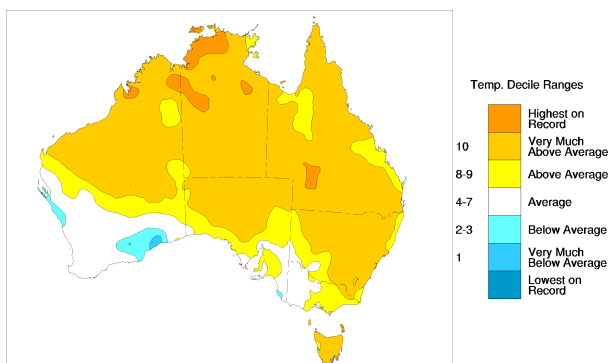 Temp. Decile Ranges
Highest on
Record
10 Very Much
Above Average
8-9 Above Average
4-7 Average
2-3 Below Average
1 Very Much
Below Average
Lowest on
Record